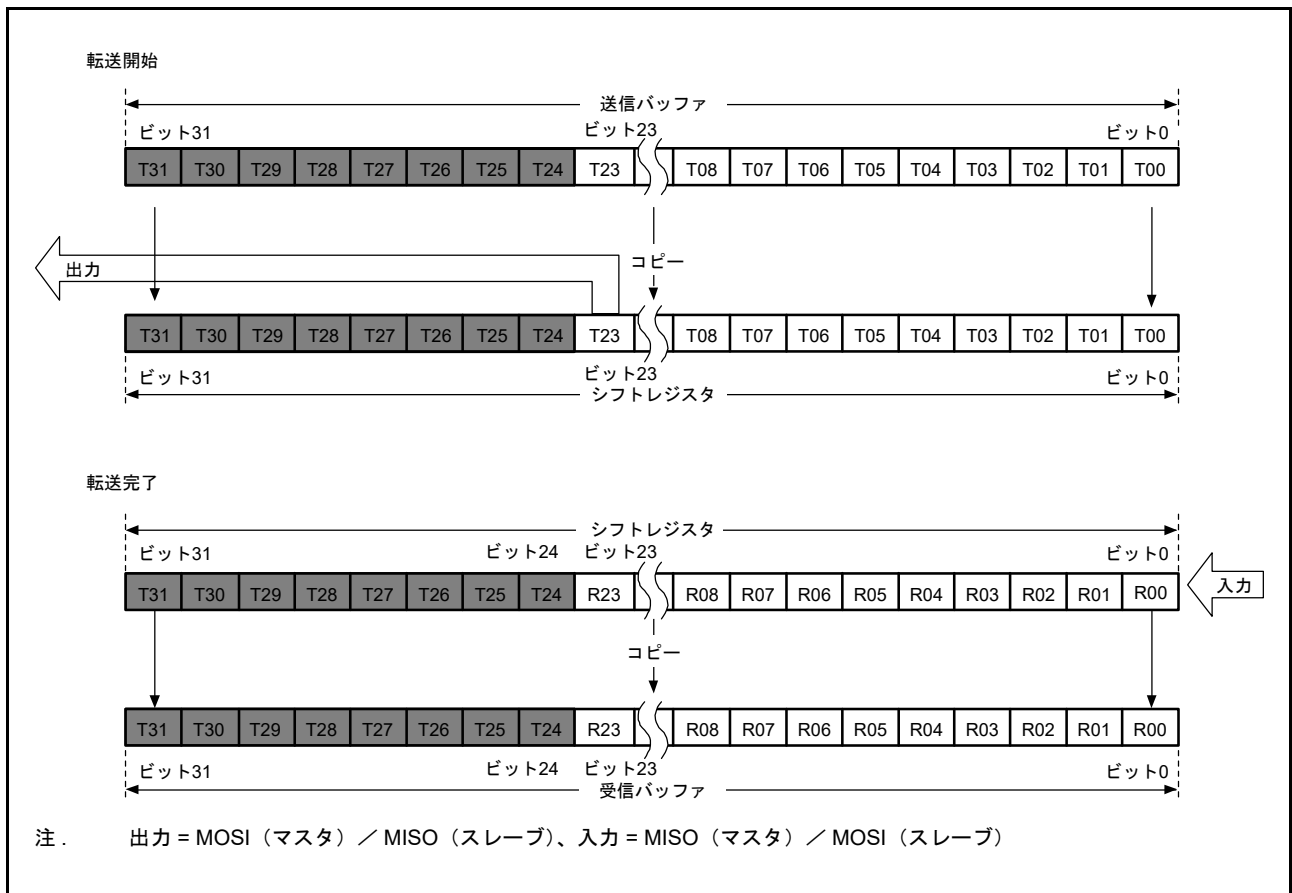 転送開始
送信バッファ
ビット31 ビット23 ビット0
T31 T30 T29 T28 T27 T26 T25 T24 T23 T08 T07 T06 T05 T04 T03 T02 T01 T00
出力 コピー
T31 T30 T29 T28 T27 T26 T25 T24 T23 T08 T07 T06 T05 T04 T03 T02 T01 T00
ビット31 ビット23 ビット0
シフトレジスタ
転送完了
シフトレジスタ
ビット31 ビット24 ビット23 ビット0
T31 T30 T29 T28 T27 T26 T25 T24 R23 R08 R07 R06 R05 R04 R03 R02 R01 R00 入力
コピー
T31 T30 T29 T28 T27 T26 T25 T24 R23 R08 R07 R06 R05 R04 R03 R02 R01 R00
ビット31 ビット24 ビット23 ビット0
受信バッファ
注 . 出力 = MOSI（マスタ）／ MISO（スレーブ）、入力 = MISO（マスタ）／ MOSI（スレーブ）